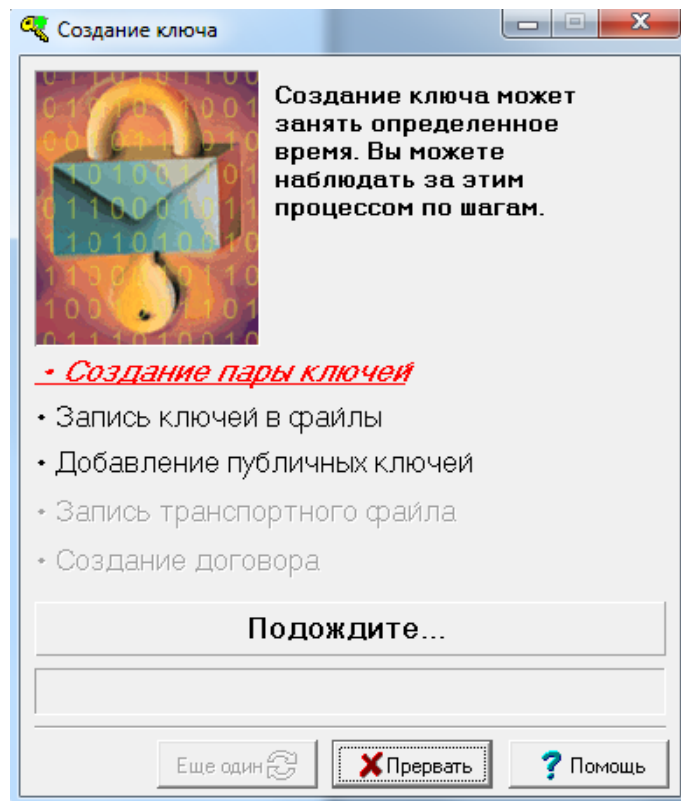 Создание ключа
Создание ключа может
занять определенное
время. Вы можете
наблюдать за этим
процессом по шагам.
• Создание пары ключей
• Запись ключей в файлы
• Добавление публичных ключей
• Запись транспортного файла
• Создание договора
Подождите...
Еще один
Прервать
? Помощь